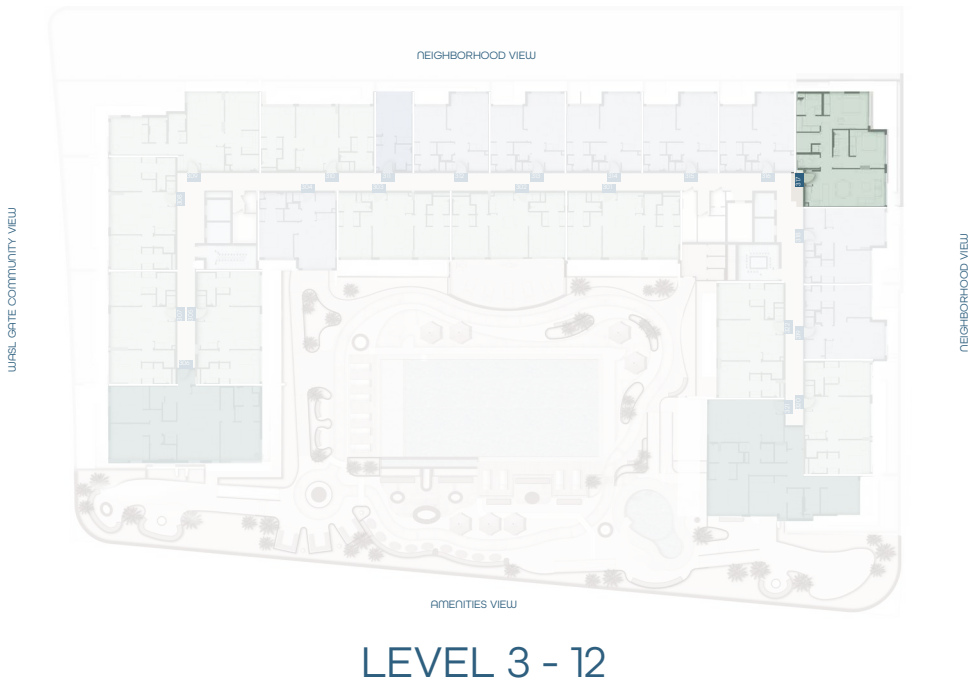 NEIGHBORHOOD VIEW
WASL GATE COMMUNITY VIEW
NEIGHBORHOOD VIEW
AMENITIES VIEW
LEVEL 3 - 12